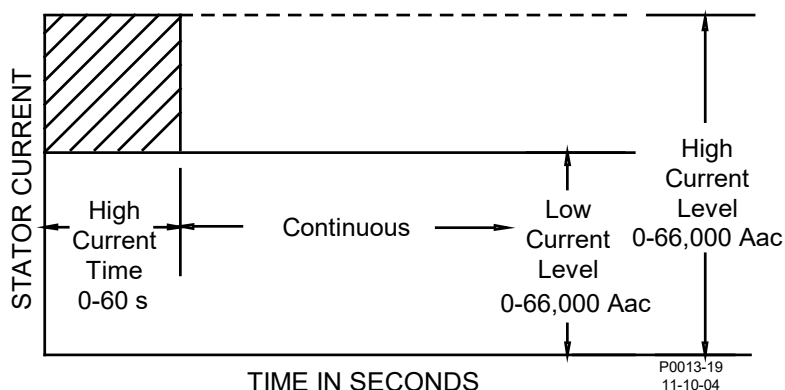 STATOR CURRENT
High
Current
Time
0-60 s
Continuous
Low
Current
Level
0-66,000 Aac
High
Current
Level
0-66,000 Aac
TIME IN SECONDS
P0013-19
11-10-04